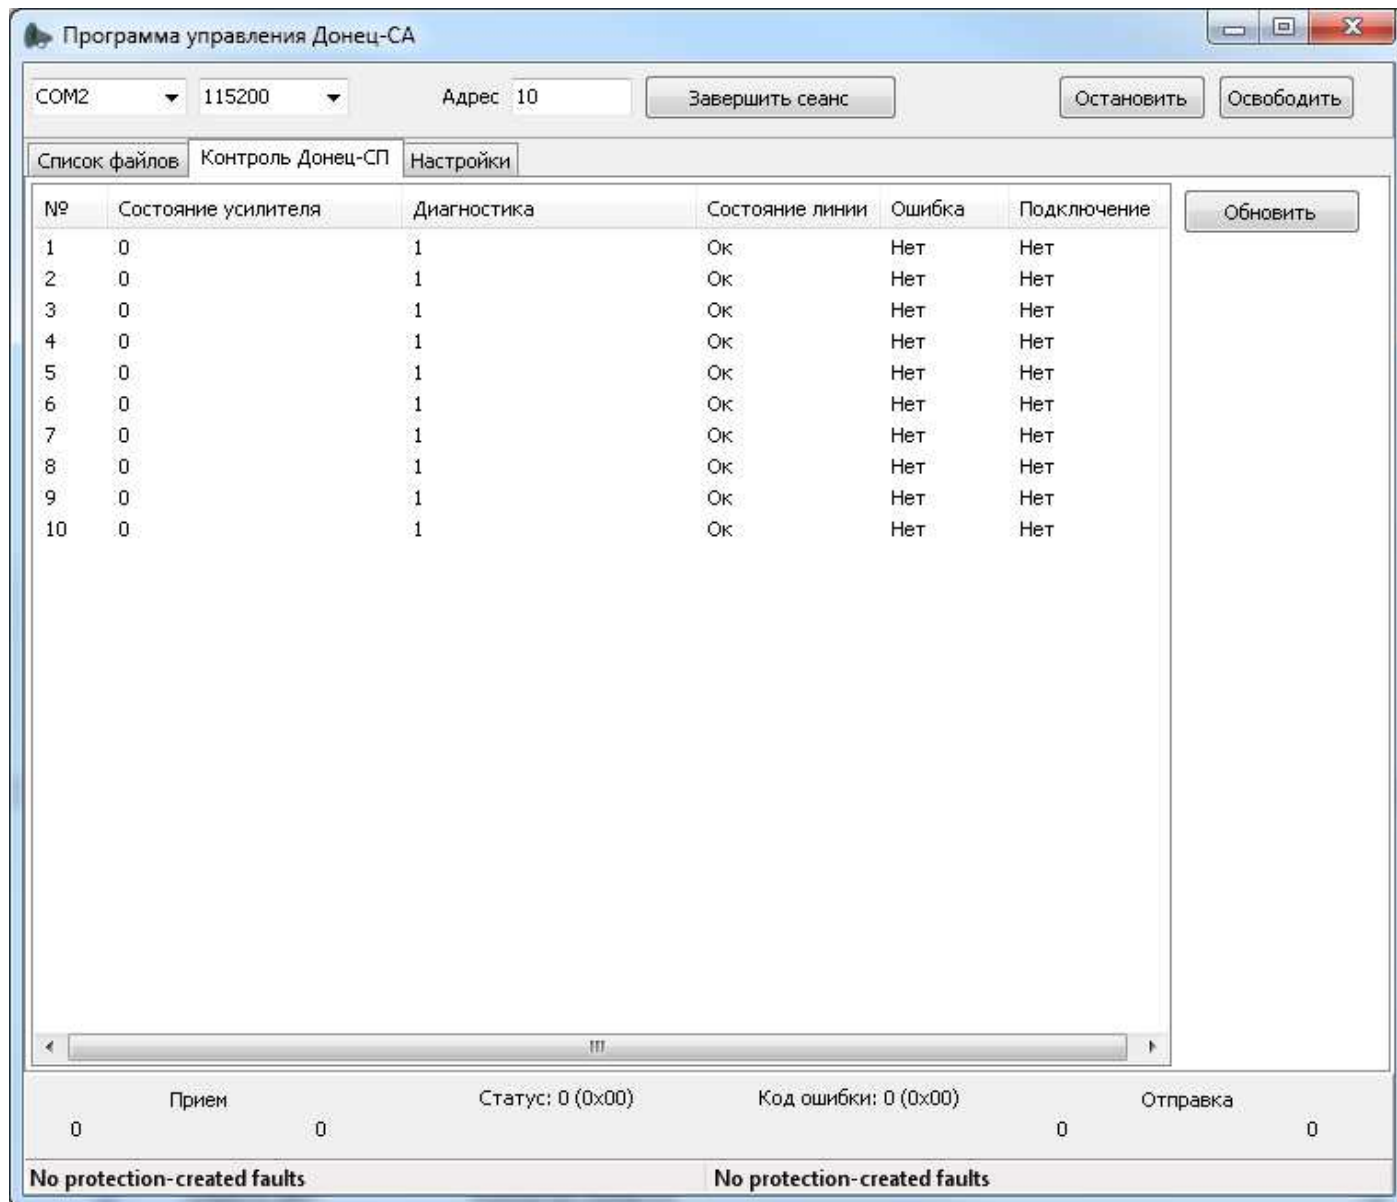 Программа управления Донец-СА
COM2 115200 Адрес 10 Завершить сеанс Остановить Освободить
Список файлов Контроль Донец-СП Настройки
№ Состояние усилителя Диагностика Состояние линии Ошибка Подключение Обновить
1 0 1 Ок Нет Нет
2 0 1 Ок Нет Нет
3 0 1 Ок Нет Нет
4 0 1 Ок Нет Нет
5 0 1 Ок Нет Нет
6 0 1 Ок Нет Нет
7 0 1 Ок Нет Нет
8 0 1 Ок Нет Нет
9 0 1 Ок Нет Нет
10 0 1 Ок Нет Нет
Прием Статус: 0 (0x00) Код ошибки: 0 (0x00) Отправка
0 0 0 0
No protection-created faults No protection-created faults